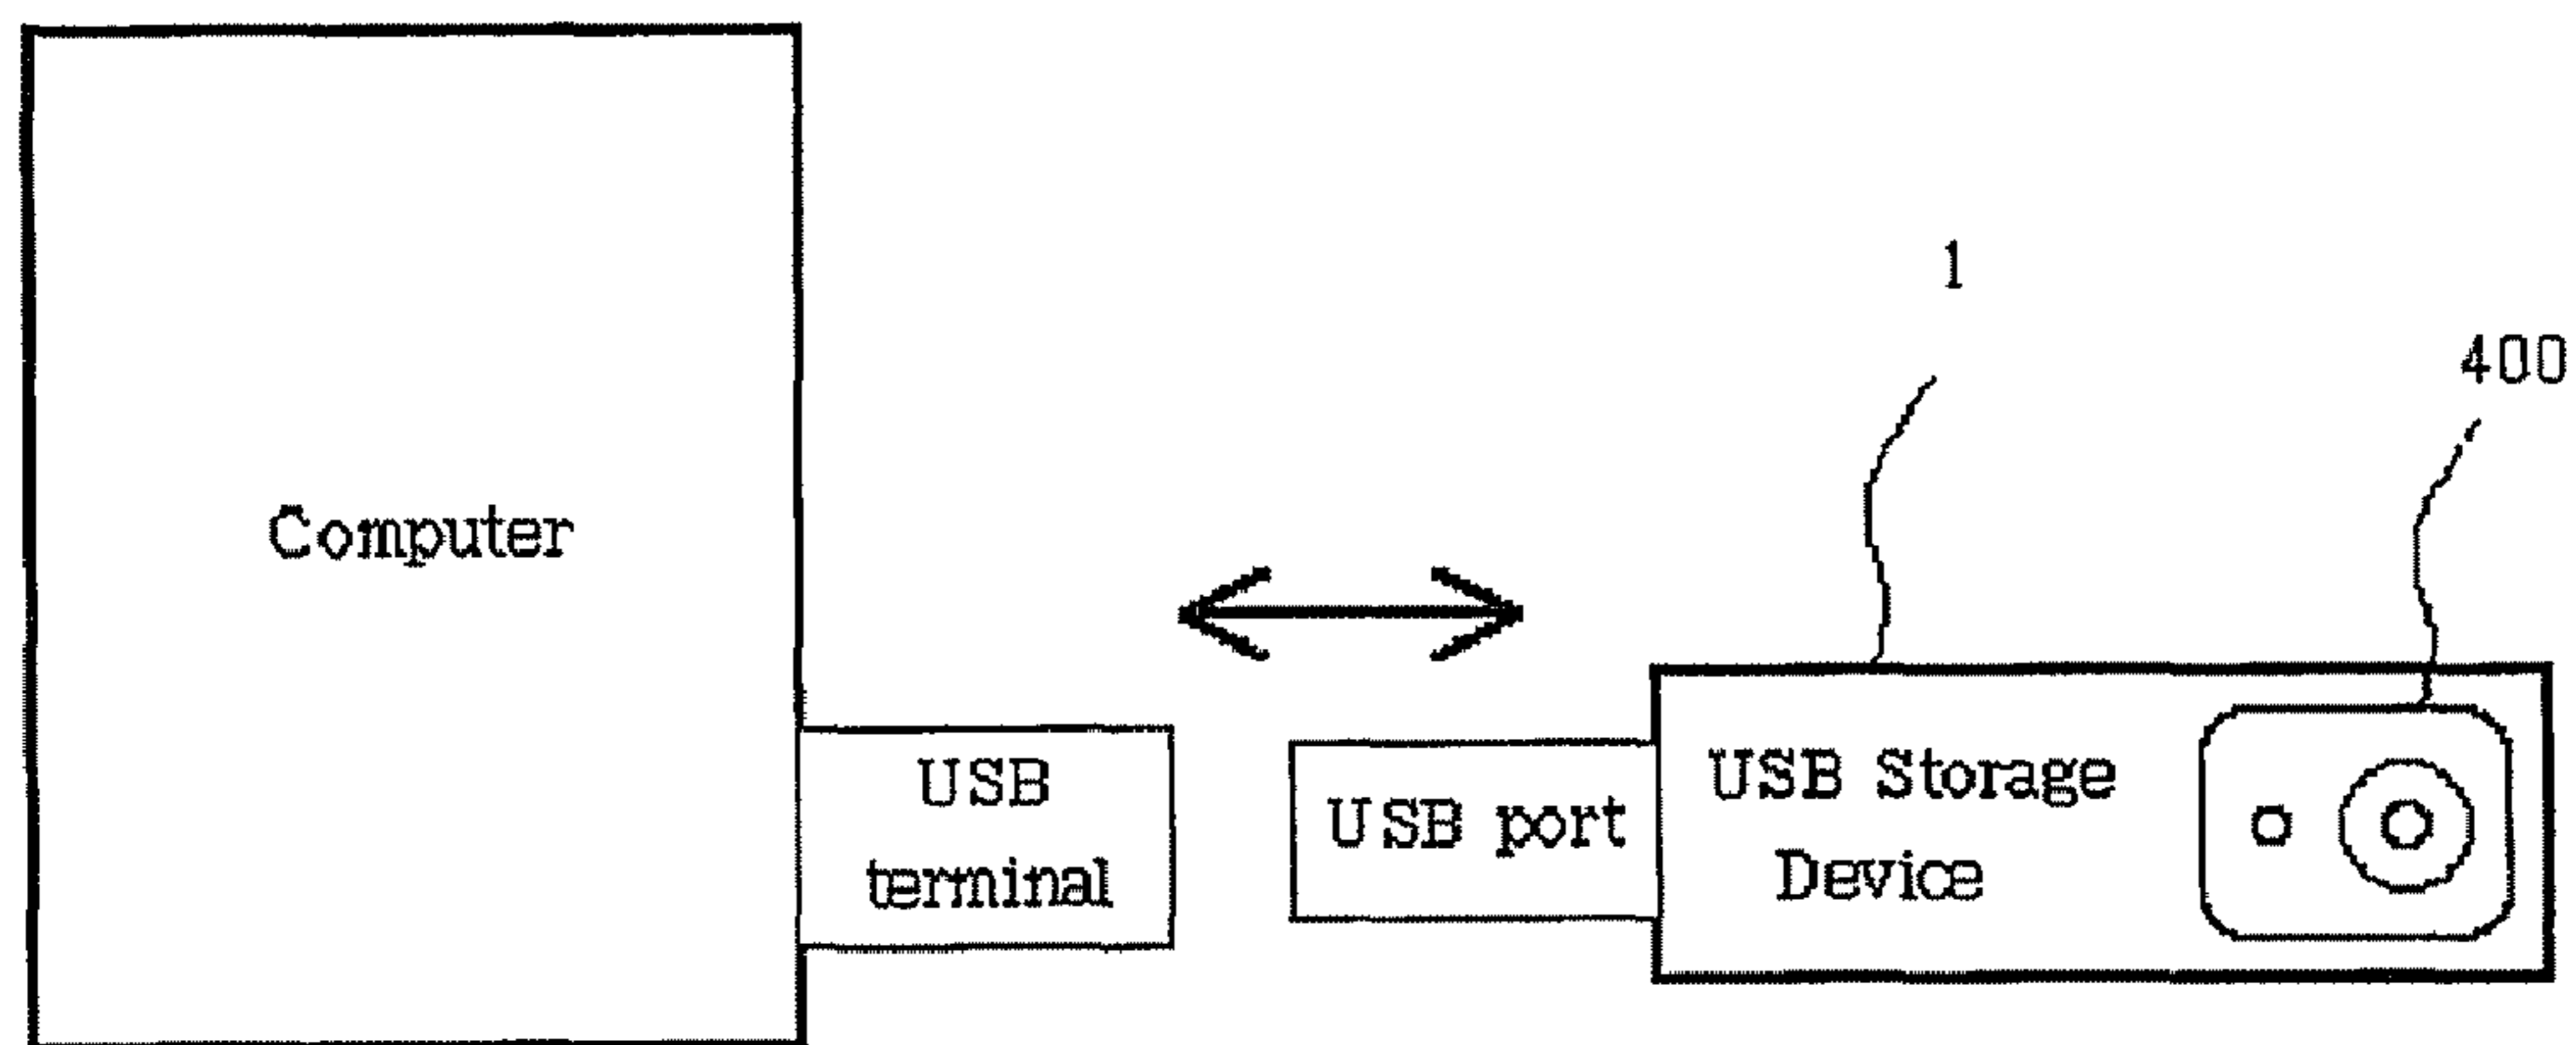 1
400
Computer
USB
terminal
USB port
USB Storage
Device